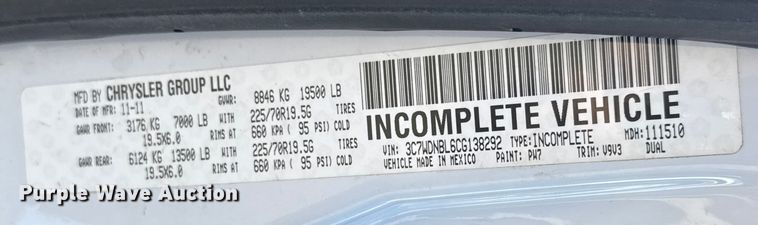 MFD BY CHRYSLER GROUP LLC
DATE OF MFR: 11-11 GVWR: 8846 KG 19500 LB
GAWR FRONT: 3176 KG 7000 LB WITH 225/70R19.5G TIRES
19.5X6.0 RIMS AT 660 KPA ( 95 PSI) COLD
GAWR REAR: 6124 KG 13500 LB WITH 225/70R19.5G TIRES
19.5X6.0 RIMS AT 660 KPA ( 95 PSI) COLD
INCOMPLETE VEHICLE
VIN: 3C7WDNBL6CG138292 TYPE: INCOMPLETE MDH: 111510
VEHICLE MADE IN MEXICO PAINT: PW7 TRIM: V9V3 DUAL
Purple Wave Auction